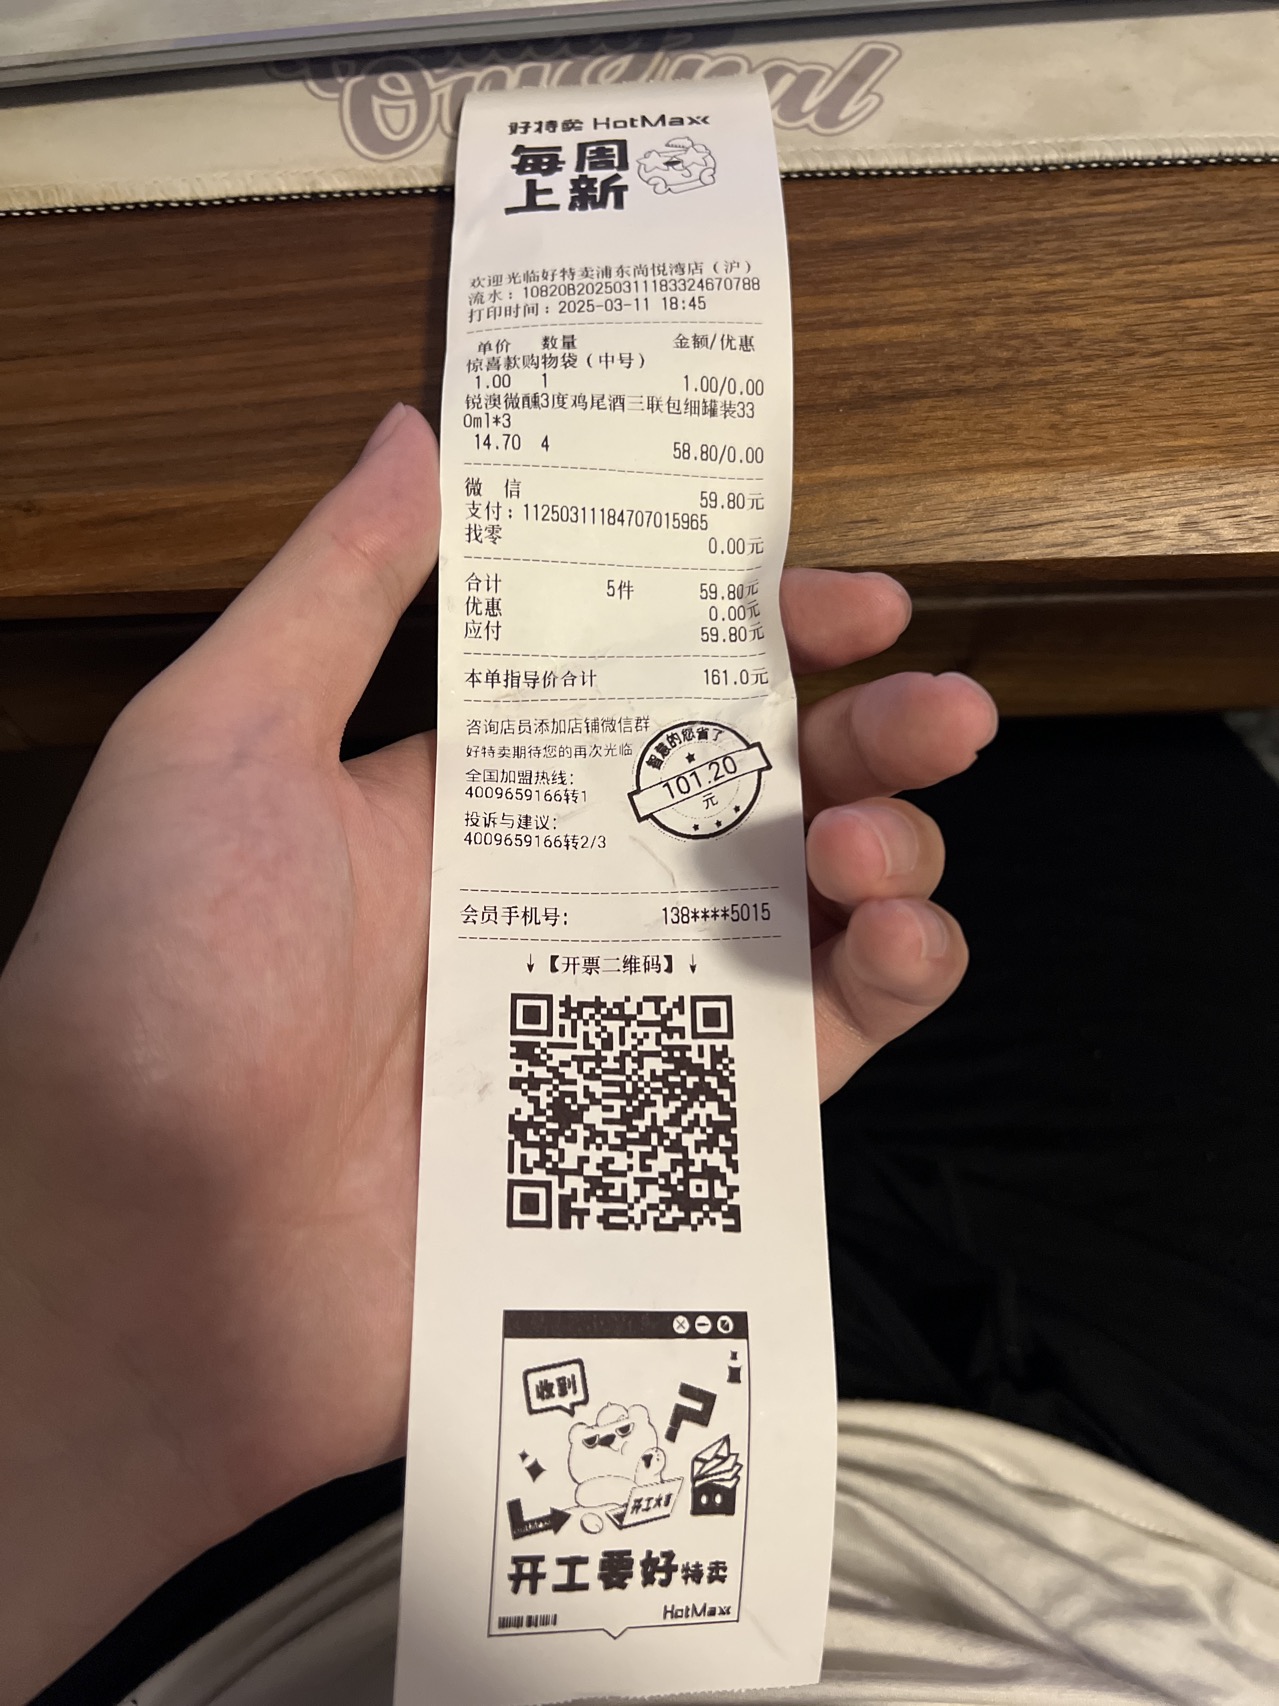 Original
好特卖 HotMaxx
每周
上新
欢迎光临好特卖浦东尚悦湾店（沪）
流水：10820B20250311183324670788
打印时间：2025-03-11 18:45
单价 数量 金额/优惠
惊喜款购物袋（中号）
1.00 1 1.00/0.00
锐澳微醺3度鸡尾酒三联包细罐装33
0ml*3
14.70 4 58.80/0.00
微 信 59.80元
支付：11250311184707015965
找零 0.00元
合计 5件 59.80元
优惠 0.00元
应付 59.80元
本单指导价合计 161.0元
咨询店员添加店铺微信群
好特卖期待您的再次光临
全国加盟热线：
4009659166转1
投诉与建议：
4009659166转2/3
智慧的您省了
101.20
元
会员手机号： 138****5015
↓【开票二维码】↓
收到
开工大吉
开工要好特卖
HotMaxx